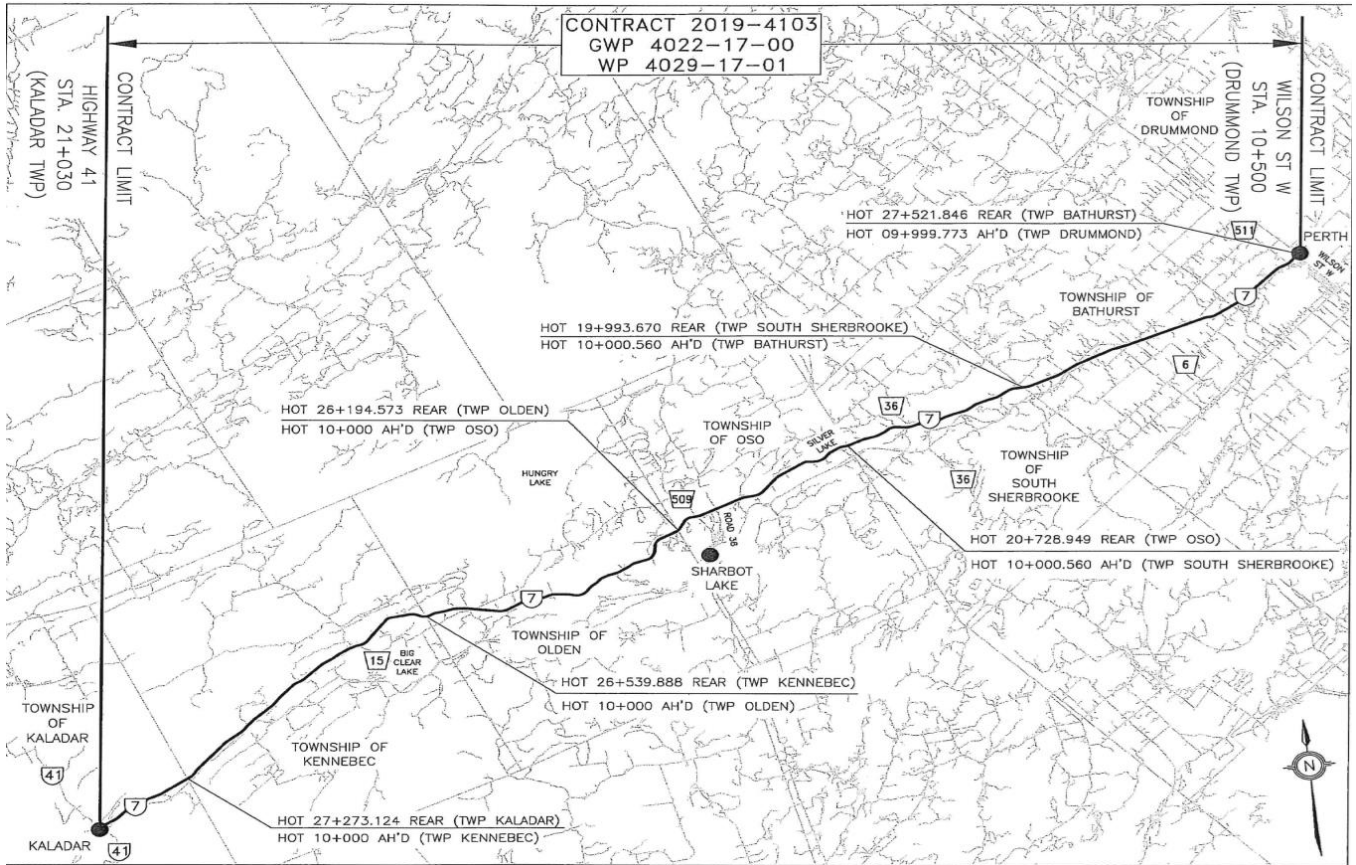 CONTRACT 2019-4103
GWP 4022-17-00
WP 4029-17-01
CONTRACT LIMIT
HIGHWAY 41
STA. 21+030
(KALADAR TWP)
CONTRACT LIMIT
WILSON ST W
STA. 10+500
(DRUMMOND TWP)
TOWNSHIP
OF
DRUMMOND
HOT 27+521.846 REAR (TWP BATHURST)
HOT 09+999.773 AH'D (TWP DRUMMOND)
511
PERTH
WILSON
ST W
7
TOWNSHIP OF
BATHURST
HOT 19+993.670 REAR (TWP SOUTH SHERBROOKE)
HOT 10+000.560 AH'D (TWP BATHURST)
6
HOT 26+194.573 REAR (TWP OLDEN)
HOT 10+000 AH'D (TWP OSO)
36
7
TOWNSHIP
OF OSO
SILVER
LAKE
HUNGRY
LAKE
TOWNSHIP
OF
SOUTH
SHERBROOKE
36
509
ROAD 36
SHARBOT
LAKE
HOT 20+728.949 REAR (TWP OSO)
HOT 10+000.560 AH'D (TWP SOUTH SHERBROOKE)
7
TOWNSHIP OF
OLDEN
15
BIG
CLEAR
LAKE
HOT 26+539.888 REAR (TWP KENNEBEC)
HOT 10+000 AH'D (TWP OLDEN)
TOWNSHIP
OF
KALADAR
TOWNSHIP OF
KENNEBEC
41
7
HOT 27+273.124 REAR (TWP KALADAR)
HOT 10+000 AH'D (TWP KENNEBEC)
KALADAR
41
N